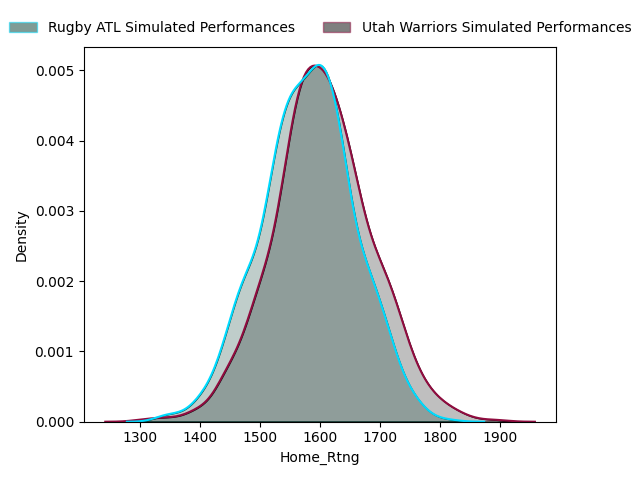 Rugby ATL Simulated Performances
Utah Warriors Simulated Performances
0.005
0.004
0.003
0.002
0.001
0.000
Density
1300 1400 1500 1600 1700 1800 1900
Home_Rtng